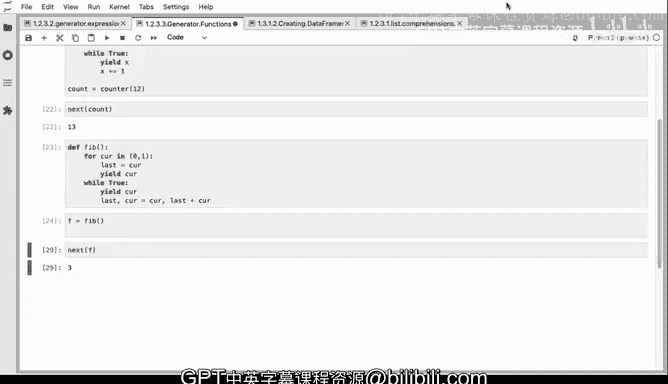 File Edit View Run Kernel Tabs Settings Help
1.2.3.2.generator.expressio
1.2.3.3.Generator.Functions
1.3.1.2.Creating.DataFrame
1.2.3.1.list.comprehensions.
Code
while True:
yield x
x += 1
count = counter(12)
[22]: next(count)
[22]: 13
[23]: def fib():
for cur in (0,1):
last = cur
yield cur
while True:
yield cur
last, cur = cur, last + cur
[24]: f = fib()
[29]: next(f)
[29]: 3
GPT中英字幕课程资源@bilibili.com